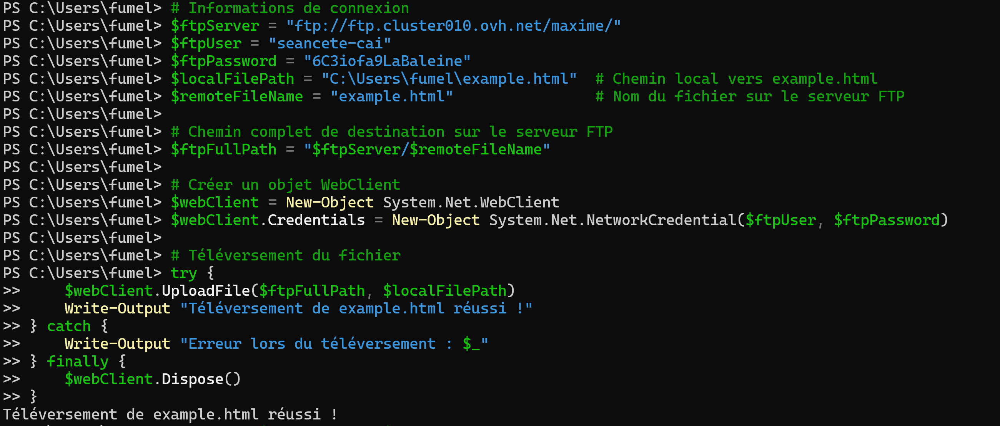 PS C:\Users\fumel> # Informations de connexion
PS C:\Users\fumel> $ftpServer = "ftp://ftp.cluster010.ovh.net/maxime/"
PS C:\Users\fumel> $ftpUser = "seancete-cai"
PS C:\Users\fumel> $ftpPassword = "6C3iofa9LaBaleine"
PS C:\Users\fumel> $localFilePath = "C:\Users\fumel\example.html"  # Chemin local vers example.html
PS C:\Users\fumel> $remoteFileName = "example.html"                # Nom du fichier sur le serveur FTP
PS C:\Users\fumel>
PS C:\Users\fumel> # Chemin complet de destination sur le serveur FTP
PS C:\Users\fumel> $ftpFullPath = "$ftpServer/$remoteFileName"
PS C:\Users\fumel>
PS C:\Users\fumel> # Créer un objet WebClient
PS C:\Users\fumel> $webClient = New-Object System.Net.WebClient
PS C:\Users\fumel> $webClient.Credentials = New-Object System.Net.NetworkCredential($ftpUser, $ftpPassword)
PS C:\Users\fumel>
PS C:\Users\fumel> # Téléversement du fichier
PS C:\Users\fumel> try {
>>     $webClient.UploadFile($ftpFullPath, $localFilePath)
>>     Write-Output "Téléversement de example.html réussi !"
>> } catch {
>>     Write-Output "Erreur lors du téléversement : $_"
>> } finally {
>>     $webClient.Dispose()
>> }
Téléversement de example.html réussi !